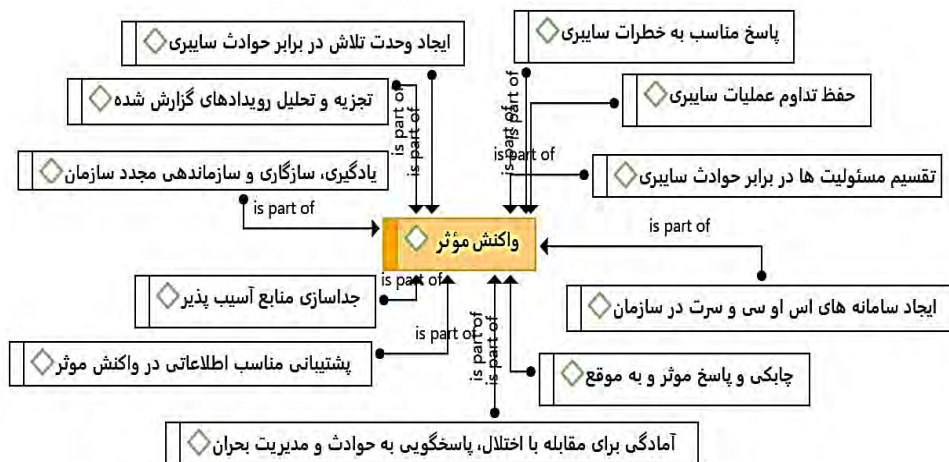 پاسخ مناسب به خطرات سایبری
ایجاد وحدت تلاش در برابر حوادث سایبری
حفظ تداوم عملیات سایبری
تجزیه و تحلیل رویدادهای گزارش شده
is part of
is part of
is part of
is part of
is part of
تقسیم مسئولیت ها در برابر حوادث سایبری
یادگیری، سازگاری و سازماندهی مجدد سازمان
is part of
is part of
واکنش مؤثر
is part of
جداسازی منابع آسیب پذیر
ایجاد سامانه های اس او سی و سرت در سازمان
is part of
is part of
is part of
پشتیبانی مناسب اطلاعاتی در واکنش موثر
چابکی و پاسخ موثر و به موقع
آمادگی برای مقابله با اختلال، پاسخگویی به حوادث و مدیریت بحران